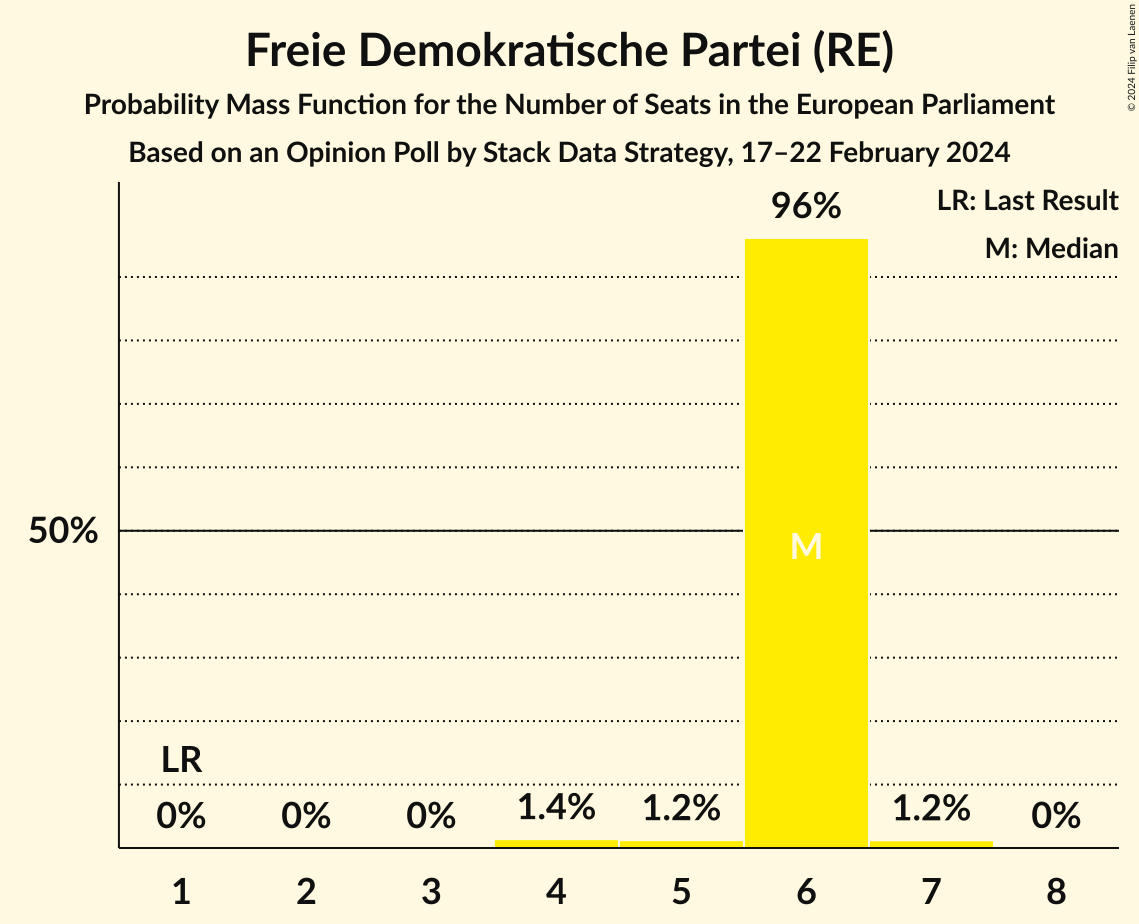 Freie Demokratische Partei (RE)
Probability Mass Function for the Number of Seats in the European Parliament
Based on an Opinion Poll by Stack Data Strategy, 17–22 February 2024
© 2024 Filip van Laenen
LR: Last Result
M: Median
96%
50%
M
LR
0% 0% 0% 1.4% 1.2% 1.2% 0%
1 2 3 4 5 6 7 8